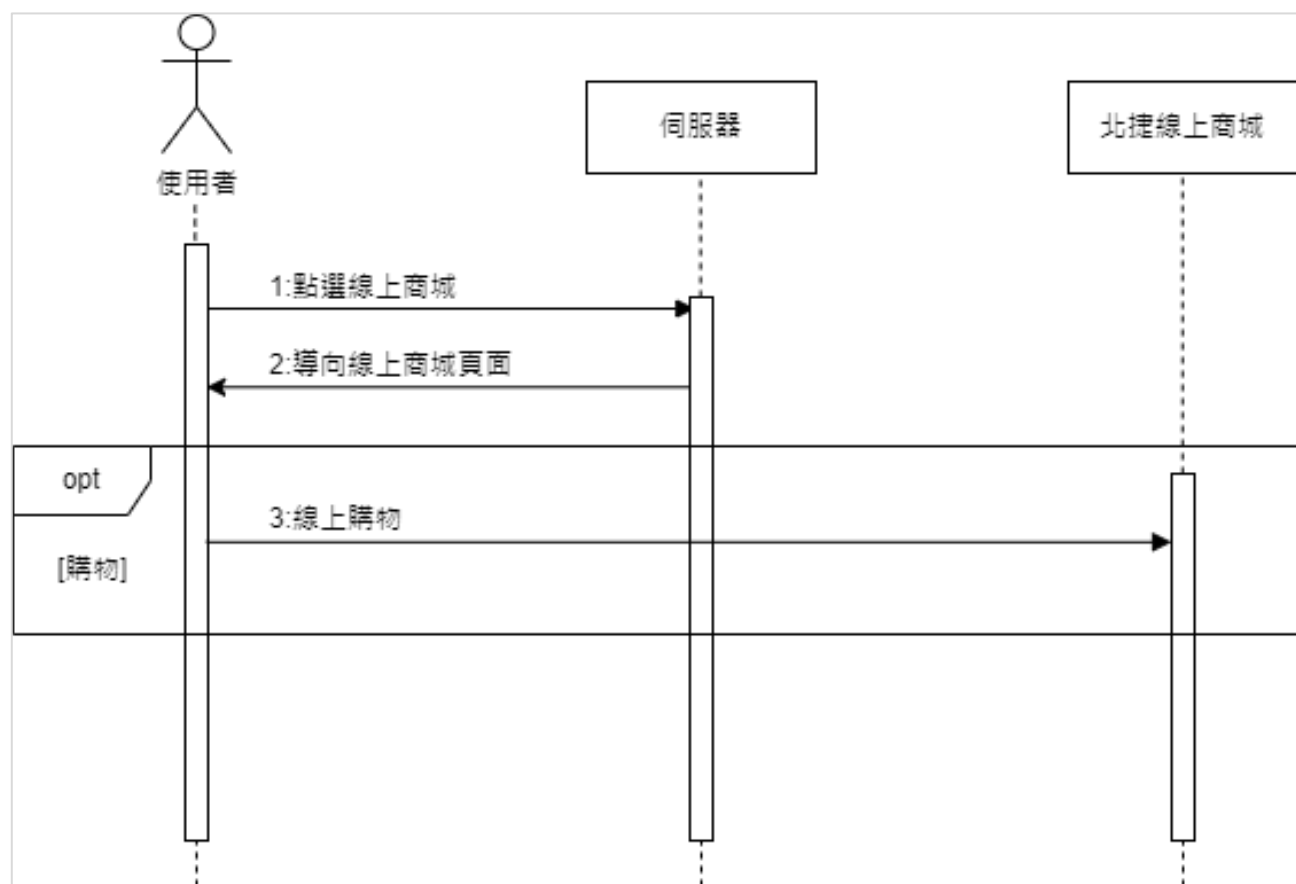 使用者
伺服器
北捷線上商城
1:點選線上商城
2:導向線上商城頁面
opt
[購物]
3:線上購物